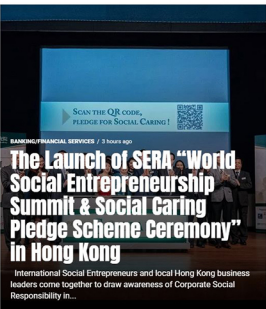 SCAN THE QR CODE,
PLEDGE FOR SOCIAL CARING !
BANKING/FINANCIAL SERVICES / 3 hours ago
The Launch of SERA “World
Social Entrepreneurship
Summit & Social Caring
Pledge Scheme Ceremony”
in Hong Kong
International Social Entrepreneurs and local Hong Kong business
leaders come together to draw awareness of Corporate Social
Responsibility in...